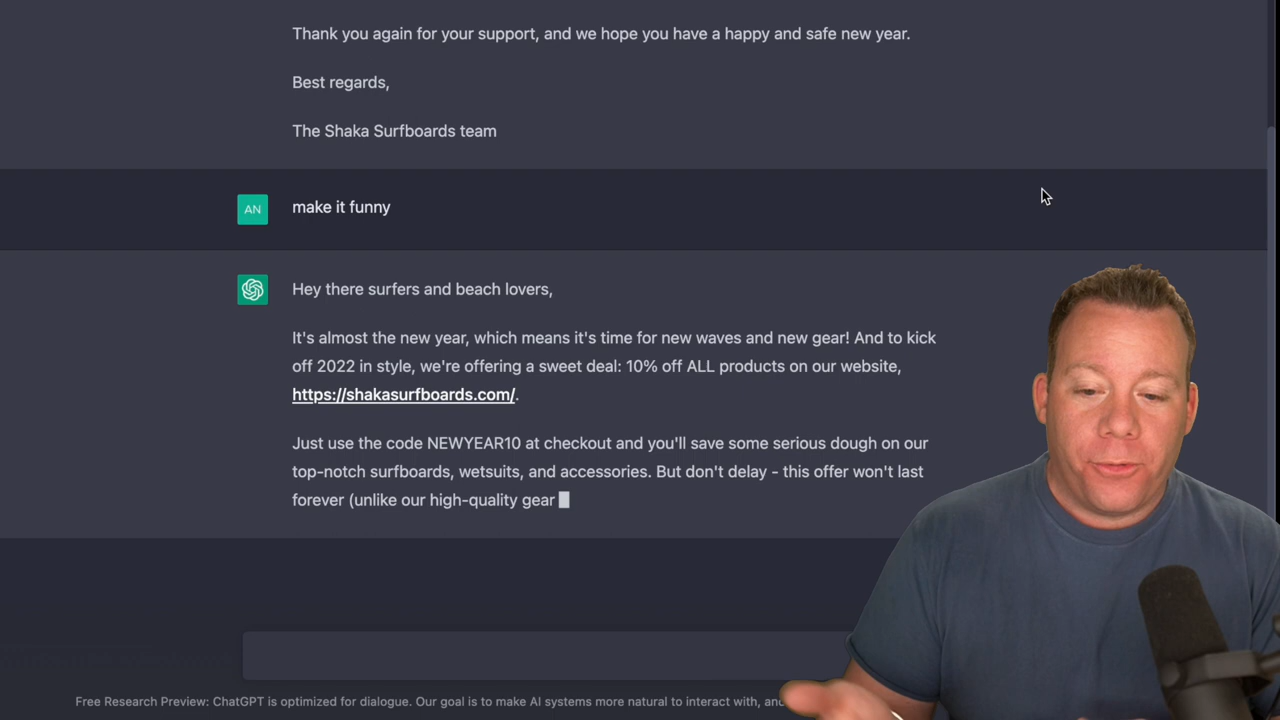 Thank you again for your support, and we hope you have a happy and safe new year.
Best regards,
The Shaka Surfboards team
AN
make it funny
Hey there surfers and beach lovers,
It's almost the new year, which means it's time for new waves and new gear! And to kick
off 2022 in style, we're offering a sweet deal: 10% off ALL products on our website,
https://shakasurfboards.com/.
Just use the code NEWYEAR10 at checkout and you'll save some serious dough on our
top-notch surfboards, wetsuits, and accessories. But don't delay - this offer won't last
forever (unlike our high-quality gear
Free Research Preview: ChatGPT is optimized for dialogue. Our goal is to make AI systems more natural to interact with, and